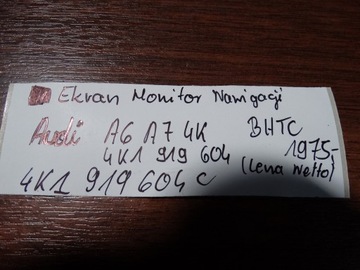 Ekran Monitor Nawigacji
Audi A6 A7 4K BHTC
4K1 919 604 1975,-
4K1 919 604 C (Cena Netto)